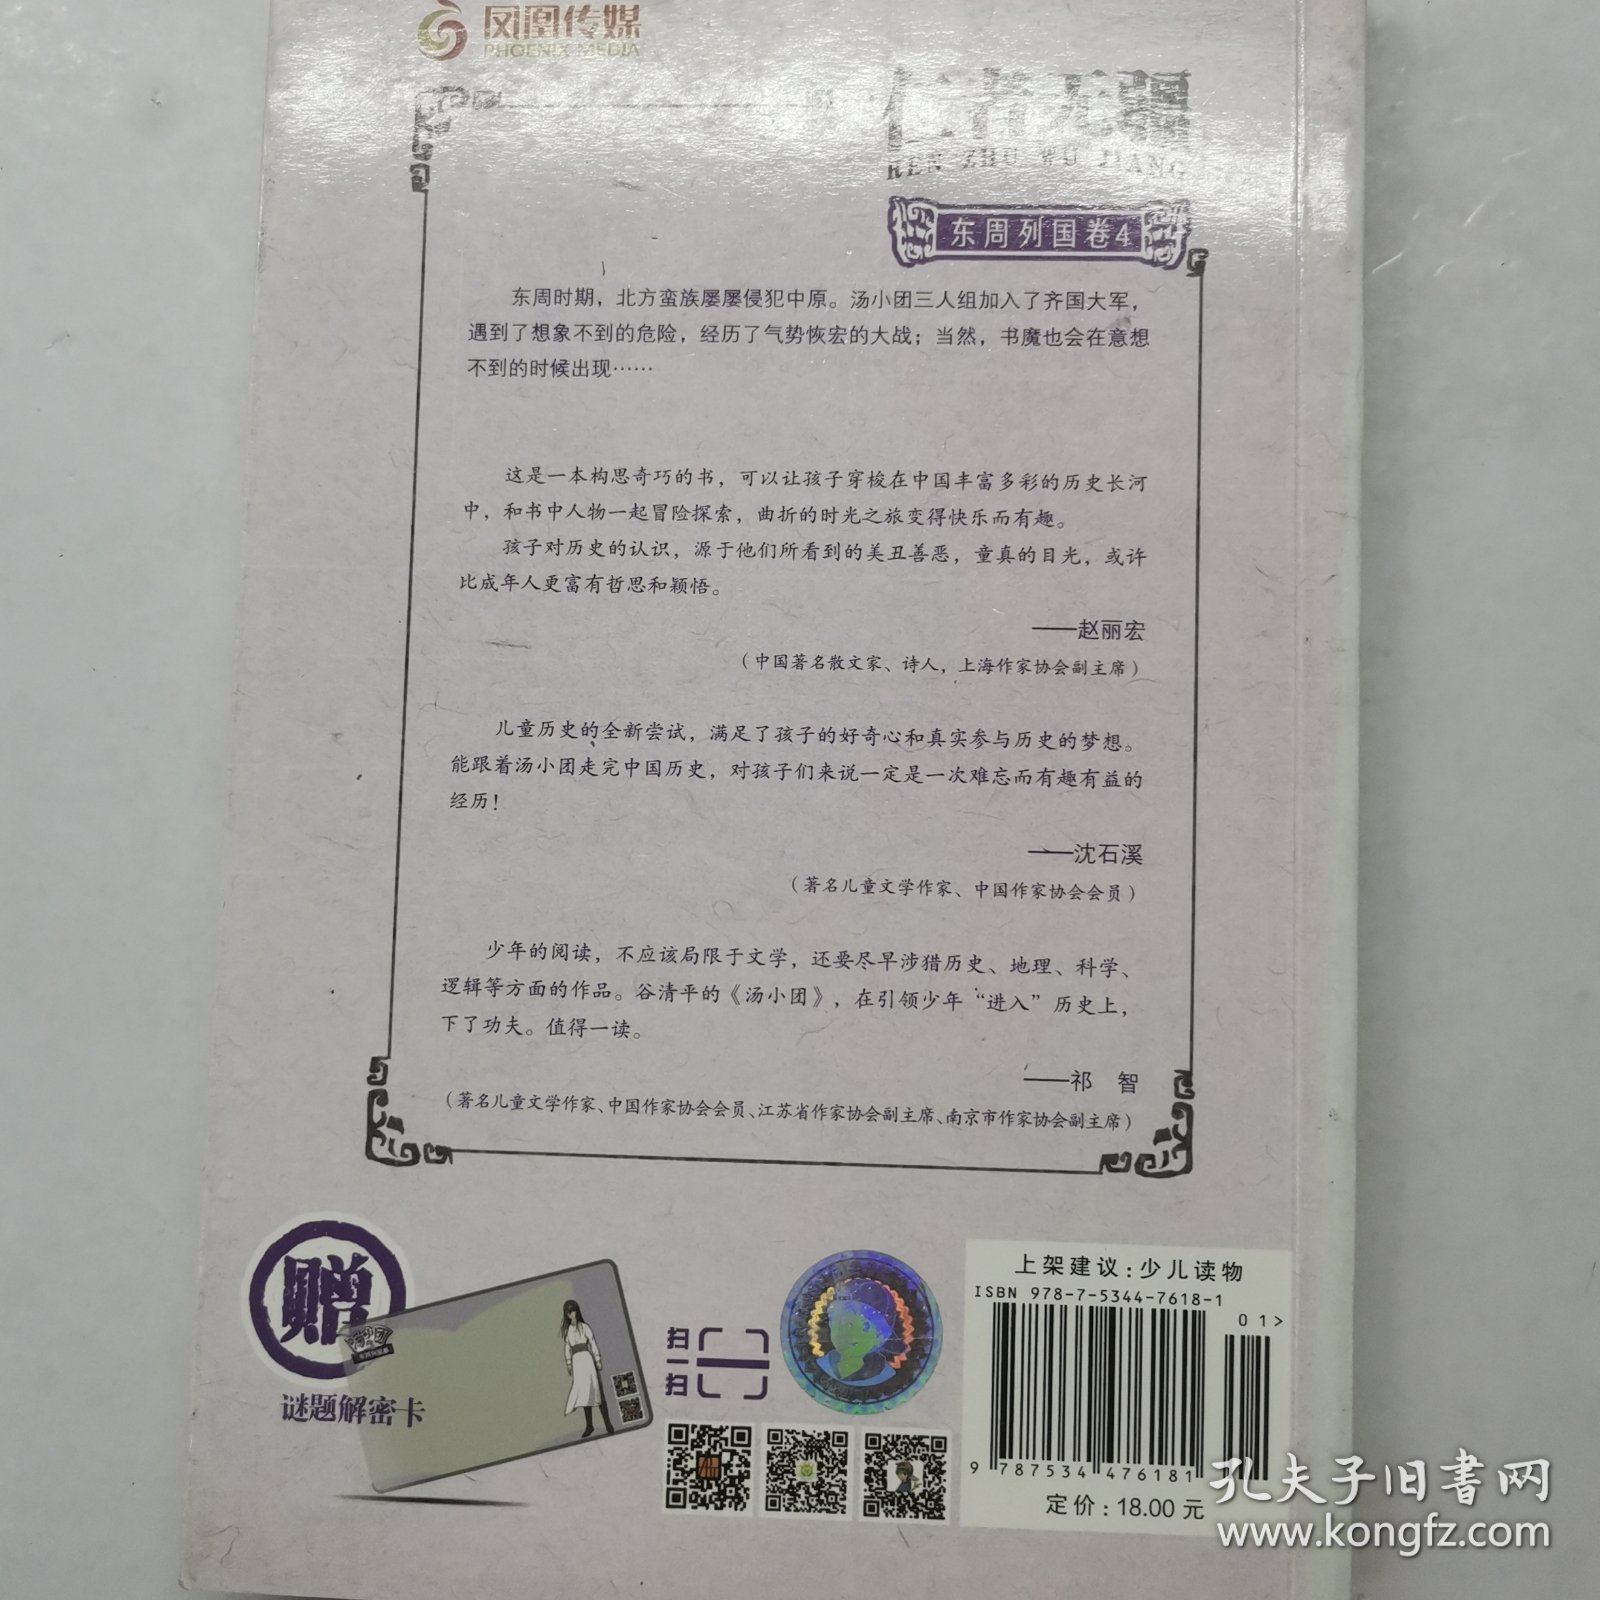 凤凰传媒
PHOENIX MEDIA
仁者无疆
REN ZHE WU JIANG
东周列国卷4
东周时期，北方蛮族屡屡侵犯中原。汤小团三人组加入了齐国大军，
遇到了想象不到的危险，经历了气势恢宏的大战；当然，书魔也会在意想
不到的时候出现……
这是一本构思奇巧的书，可以让孩子穿梭在中国丰富多彩的历史长河
中，和书中人物一起冒险探索，曲折的时光之旅变得快乐而有趣。
孩子对历史的认识，源于他们所看到的美丑善恶，童真的目光，或许
比成年人更富有哲思和颖悟。
——赵丽宏
（中国著名散文家、诗人，上海作家协会副主席）
儿童历史的全新尝试，满足了孩子的好奇心和真实参与历史的梦想。
能跟着汤小团走完中国历史，对孩子们来说一定是一次难忘而有趣有益的
经历！
——沈石溪
（著名儿童文学作家、中国作家协会会员）
少年的阅读，不应该局限于文学，还要尽早涉猎历史、地理、科学、
逻辑等方面的作品。谷清平的《汤小团》，在引领少年“进入”历史上，
下了功夫。值得一读。
——祁　智
（著名儿童文学作家、中国作家协会会员、江苏省作家协会副主席、南京市作家协会副主席）
赠
谜题解密卡
扫一扫
上架建议：少儿读物
ISBN 978-7-5344-7618-1
01>
9 787534 476181
定价：18.00 元
孔夫子旧书网
www.kongfz.com